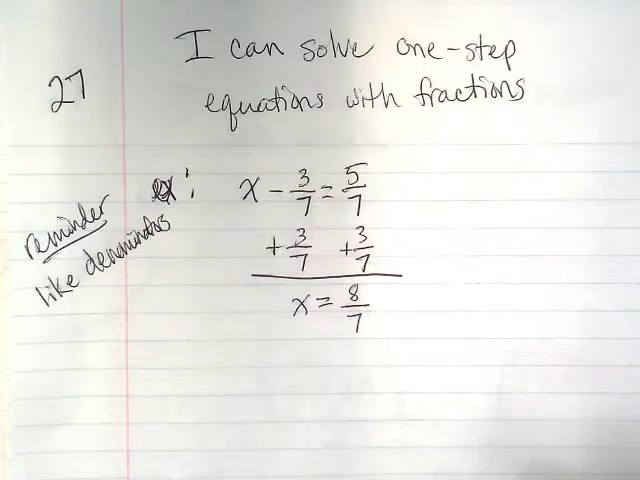 27
I can solve one-step
equations with fractions
reminder
like denominators
ex:
x - 3/7 = 5/7
+ 3/7 + 3/7
x = 8/7